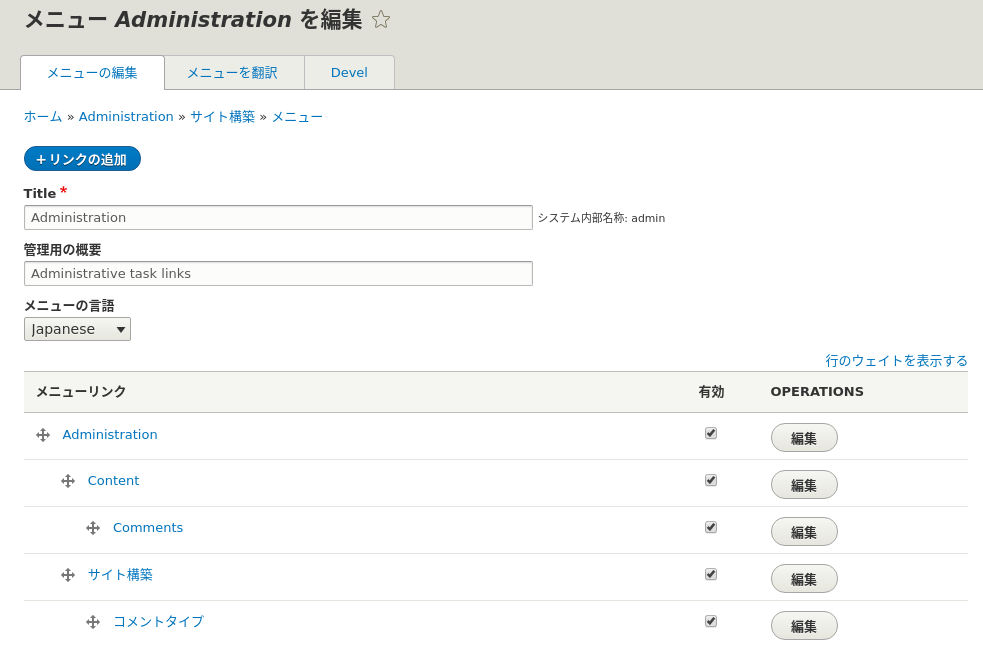 メニュー Administration を編集
メニューの編集 メニューを翻訳 Devel
ホーム » Administration » サイト構築 » メニュー
+リンクの追加
Title *
Administration システム内部名称: admin
管理用の概要
Administrative task links
メニューの言語
Japanese
行のウェイトを表示する
メニューリンク 有効 OPERATIONS
Administration 編集
Content 編集
Comments 編集
サイト構築 編集
コメントタイプ 編集